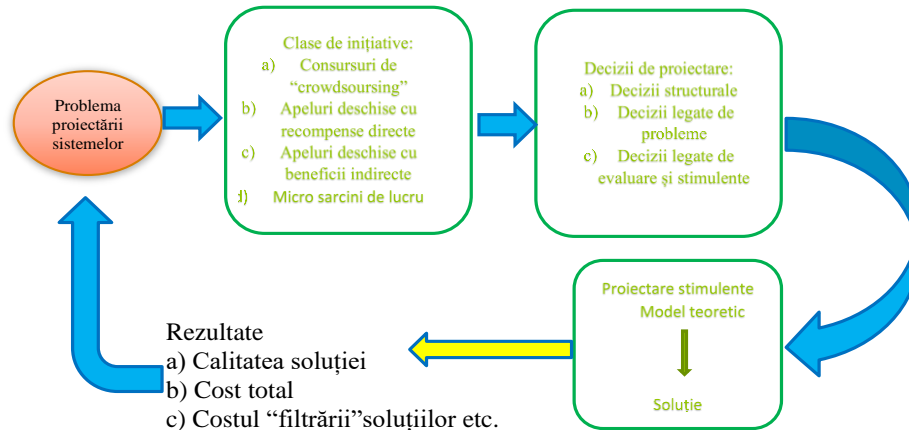 Problema
proiectării
sistemelor
Clase de inițiative:
a) Consursuri de
“crowdsoursing”
b) Apeluri deschise cu
recompense directe
c) Apeluri deschise cu
beneficii indirecte
d) Micro sarcini de lucru
Decizii de proiectare:
a) Decizii structurale
b) Decizii legate de
probleme
c) Decizii legate de
evaluare și stimulente
Proiectare stimulente
Model teoretic
Soluție
Rezultate
a) Calitatea soluției
b) Cost total
c) Costul “filtrării”soluțiilor etc.